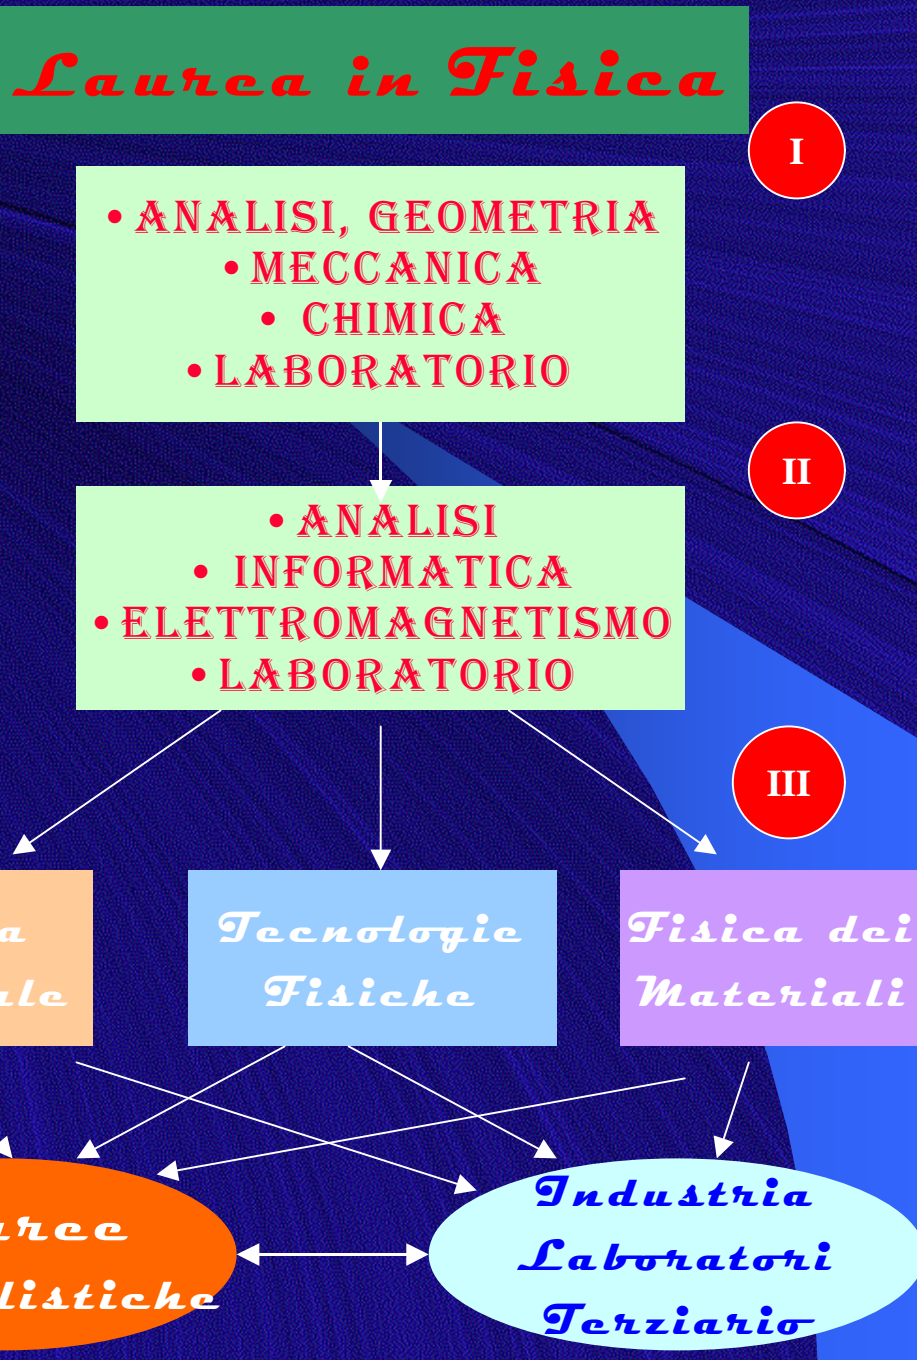 Laurea in Fisica
I
• ANALISI, GEOMETRIA
• MECCANICA
• CHIMICA
• LABORATORIO
II
• ANALISI
• INFORMATICA
• ELETTROMAGNETISMO
• LABORATORIO
III
Tecnologie
Fisiche
Fisica dei
Materiali
Industria
Laboratori
Terziario